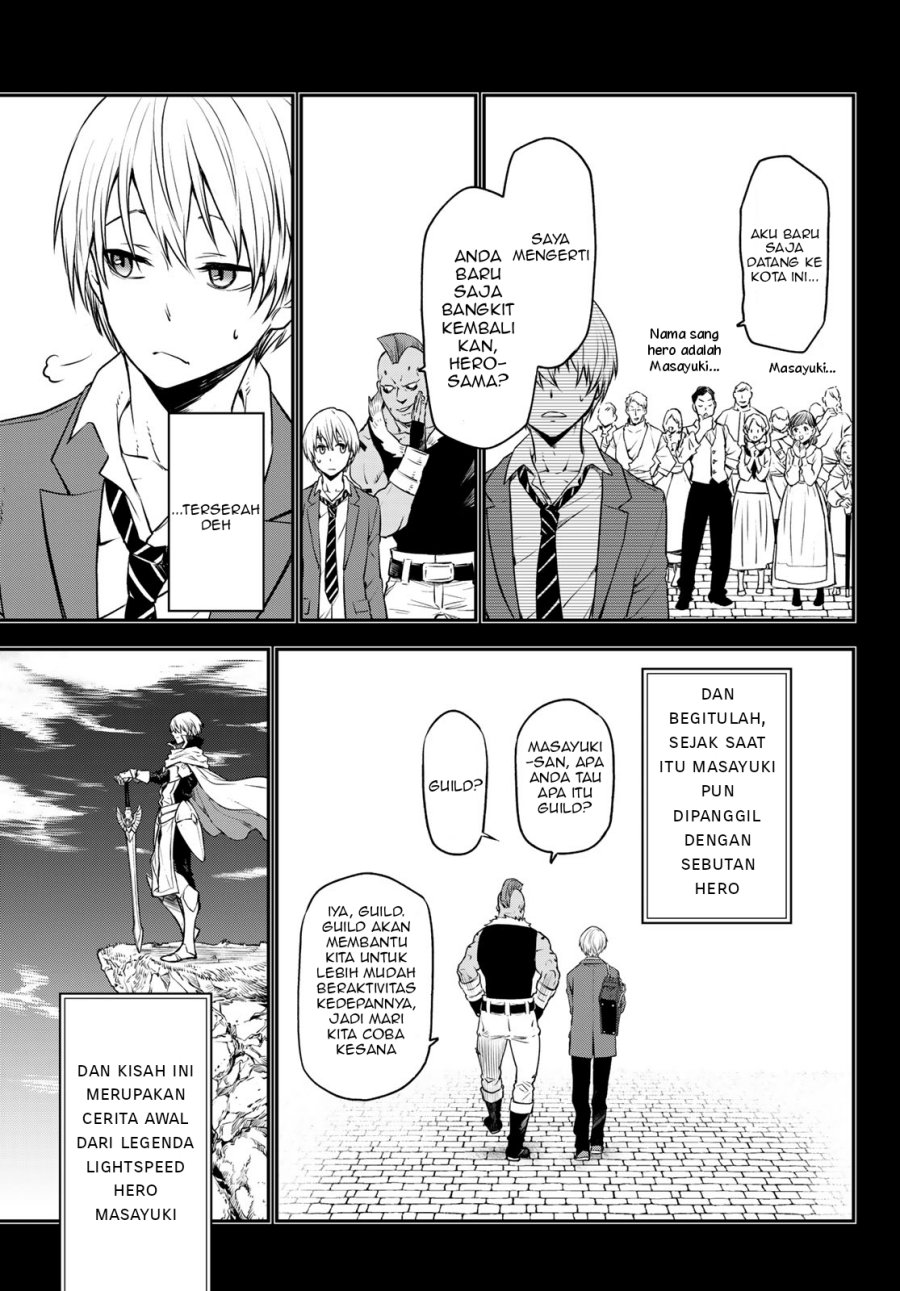 AKU BARU
SAJA
DATANG KE
KOTA INI...
Masayuki...
Nama sang
hero adalah
Masayuki...
SAYA
MENGERTI
ANDA
BARU
SAJA
BANGKIT
KEMBALI
KAN,
HERO-
SAMA?
...TERSERAH
DEH
DAN
BEGITULAH,
SEJAK SAAT
ITU MASAYUKI
PUN
DIPANGGIL
DENGAN
SEBUTAN
HERO
MASAYUKI
-SAN, APA
ANDA TAU
APA ITU
GUILD?
GUILD?
IYA, GUILD.
GUILD AKAN
MEMBANTU
KITA UNTUK
LEBIH MUDAH
BERAKTIVITAS
KEDEPANNYA,
JADI MARI
KITA COBA
KESANA
DAN KISAH INI
MERUPAKAN
CERITA AWAL
DARI LEGENDA
LIGHTSPEED
HERO
MASAYUKI